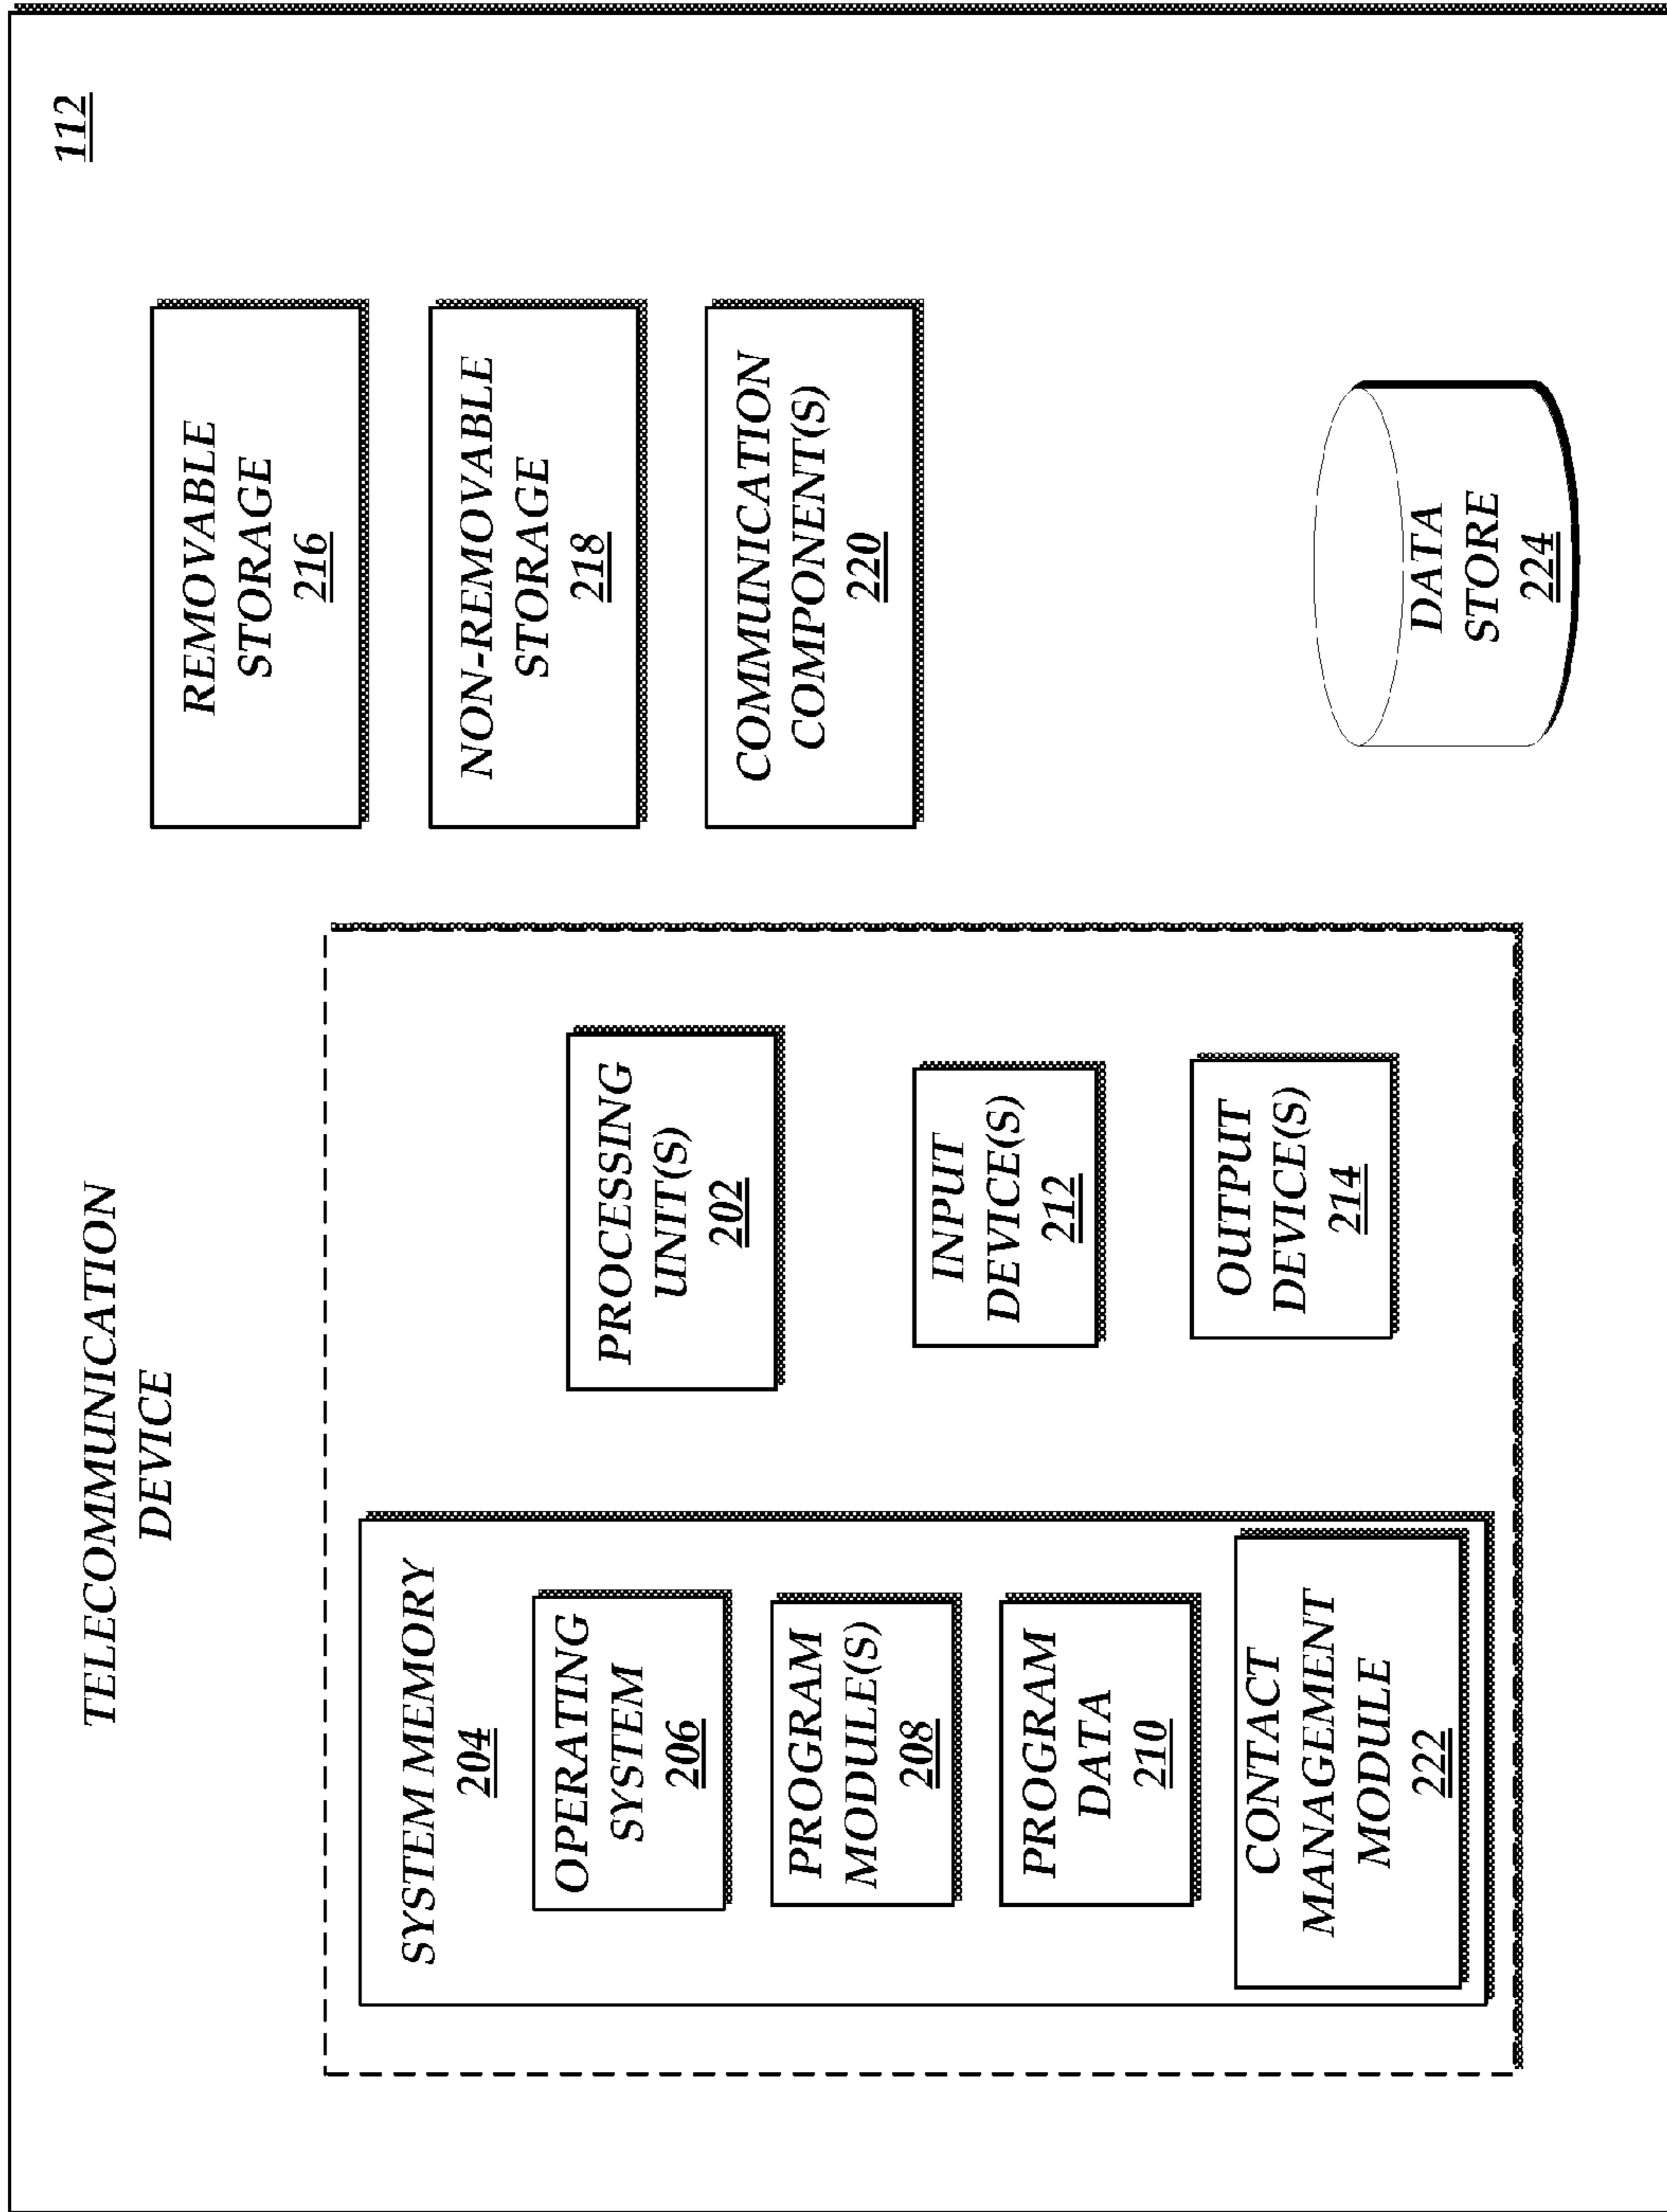 TELECOMMUNICATION
DEVICE
112
SYSTEM MEMORY
204
OPERATING
SYSTEM
206
PROGRAM
MODULE(S)
208
PROGRAM
DATA
210
CONTACT
MANAGEMENT
MODULE
222
PROCESSING
UNIT(S)
202
INPUT
DEVICE(S)
212
OUTPUT
DEVICE(S)
214
REMOVABLE
STORAGE
216
NON-REMOVABLE
STORAGE
218
COMMUNICATION
COMPONENT(S)
220
DATA
STORE
224